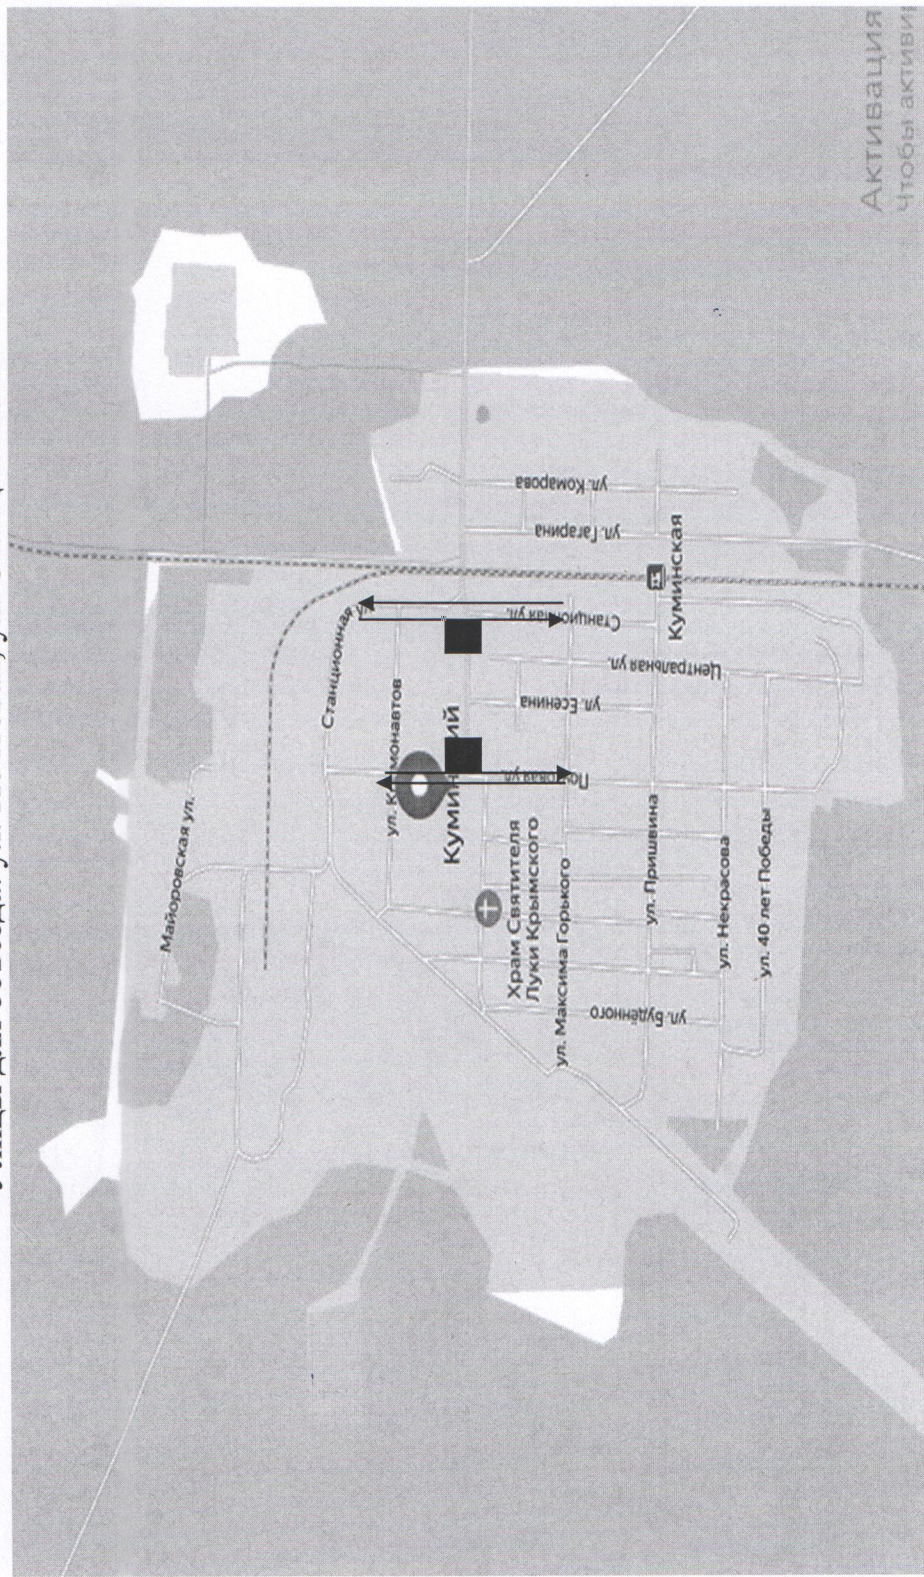 Майоровская ул.
Станционная ул.
ул. Космонавтов
Куминский
Храм Святителя
Луки Крымского
ул. Максима Горького
ул. Пришвина
ул. Некрасова
ул. 40 лет Победы
ул. Будённого
ул. Есенина
Центральная ул.
Станционная ул.
Куминская
ул. Гагарина
ул. Комарова
Активация
Чтобы активи